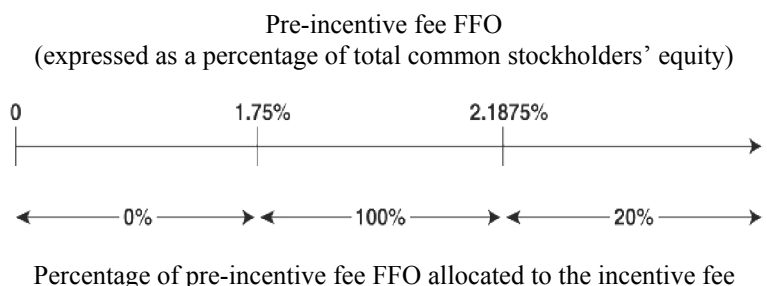 Pre-incentive fee FFO
(expressed as a percentage of total common stockholders’ equity)
0 1.75% 2.1875%
0% 100% 20%
Percentage of pre-incentive fee FFO allocated to the incentive fee